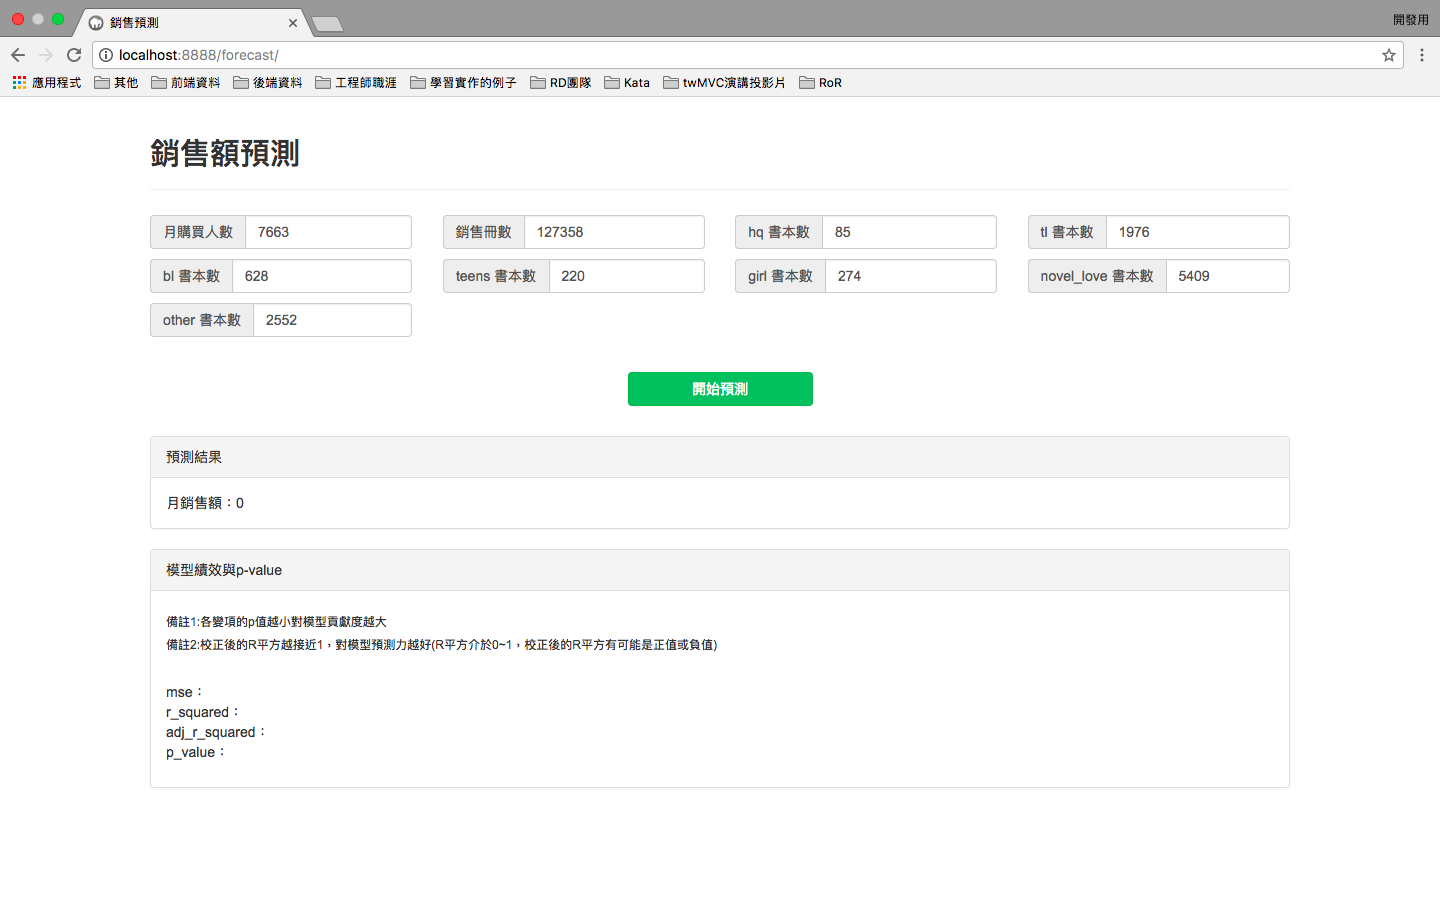 銷售預測
開發用
localhost:8888/forecast/
應用程式 其他 前端資料 後端資料 工程師職涯 學習實作的例子 RD團隊 Kata twMVC演講投影片 RoR
銷售額預測
月購買人數 7663 銷售冊數 127358 hq 書本數 85 tl 書本數 1976
bl 書本數 628 teens 書本數 220 girl 書本數 274 novel_love 書本數 5409
other 書本數 2552
開始預測
預測結果
月銷售額：0
模型績效與p-value
備註1:各變項的p值越小對模型貢獻度越大
備註2:校正後的R平方越接近1，對模型預測力越好(R平方介於0~1，校正後的R平方有可能是正值或負值)
mse：
r_squared：
adj_r_squared：
p_value：